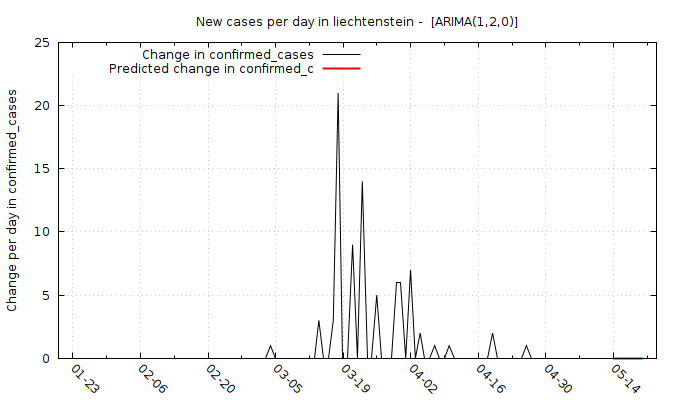 New cases per day in liechtenstein -  [ARIMA(1,2,0)]
Change in confirmed_cases
Predicted change in confirmed_c
Change per day in confirmed_cases
25
20
15
10
5
0
01-23 02-06 02-20 03-05 03-19 04-02 04-16 04-30 05-14